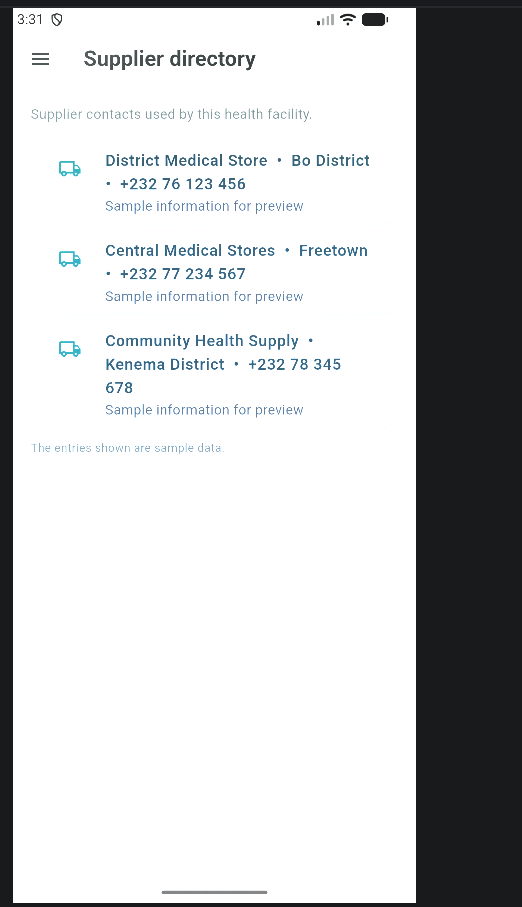 3:31
Supplier directory
Supplier contacts used by this health facility.
District Medical Store • Bo District
• +232 76 123 456
Sample information for preview
Central Medical Stores • Freetown
• +232 77 234 567
Sample information for preview
Community Health Supply •
Kenema District • +232 78 345
678
Sample information for preview
The entries shown are sample data.